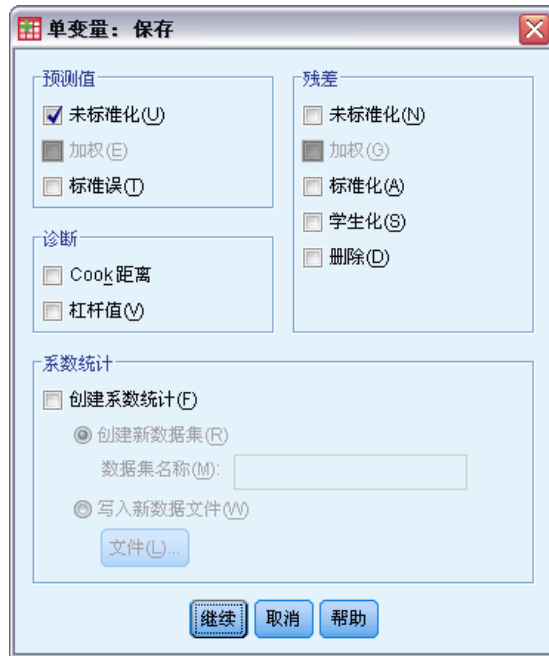 单变量：保存
预测值
未标准化(U)
加权(E)
标准误(T)
诊断
Cook距离
杠杆值(V)
残差
未标准化(N)
加权(G)
标准化(A)
学生化(S)
删除(D)
系数统计
创建系数统计(F)
创建新数据集(R)
数据集名称(M):
写入新数据文件(W)
文件(L)...
继续 取消 帮助